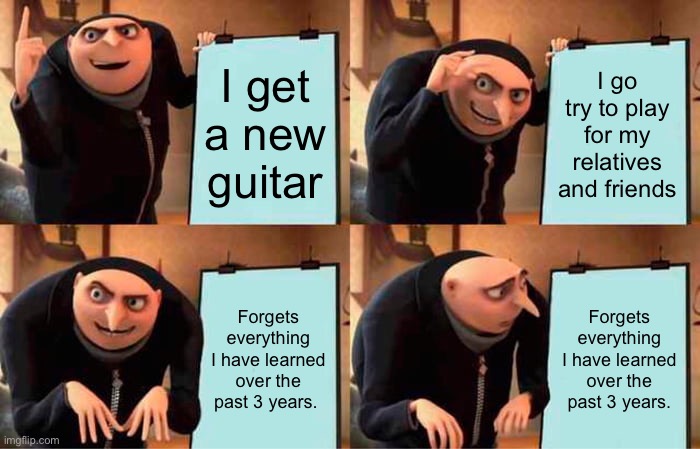 I get
a new
guitar
I go
try to play
for my
relatives
and friends
Forgets
everything
I have learned
over the
past 3 years.
Forgets
everything
I have learned
over the
past 3 years.
imgflip.com